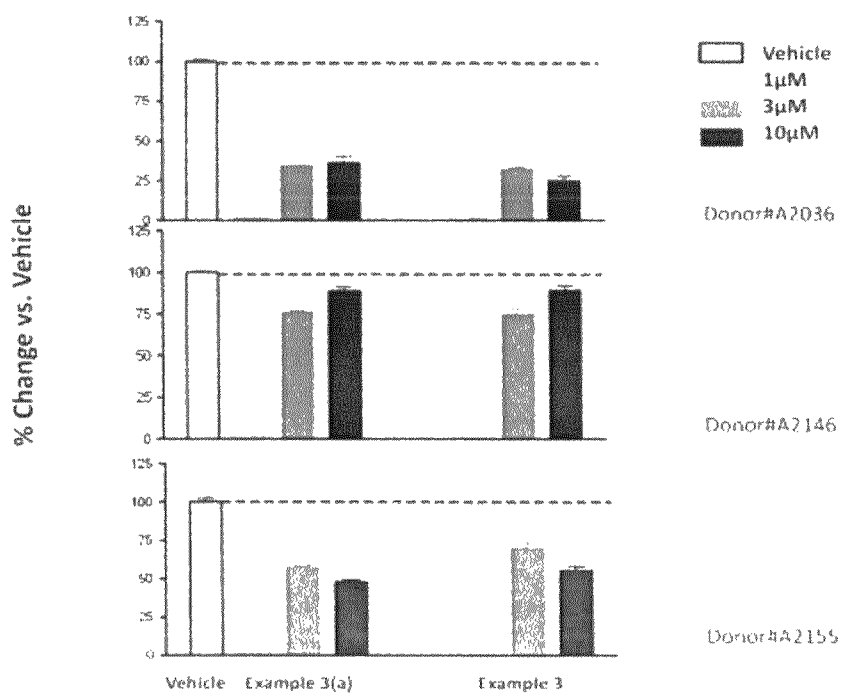 % Change vs. Vehicle
125
100
75
50
25
0
Vehicle
1µM
3µM
10µM
Donor#A2036
125
100
75
50
25
0
Donor#A2146
125
100
75
50
25
0
Donor#A2155
Vehicle Example 3(a) Example 3